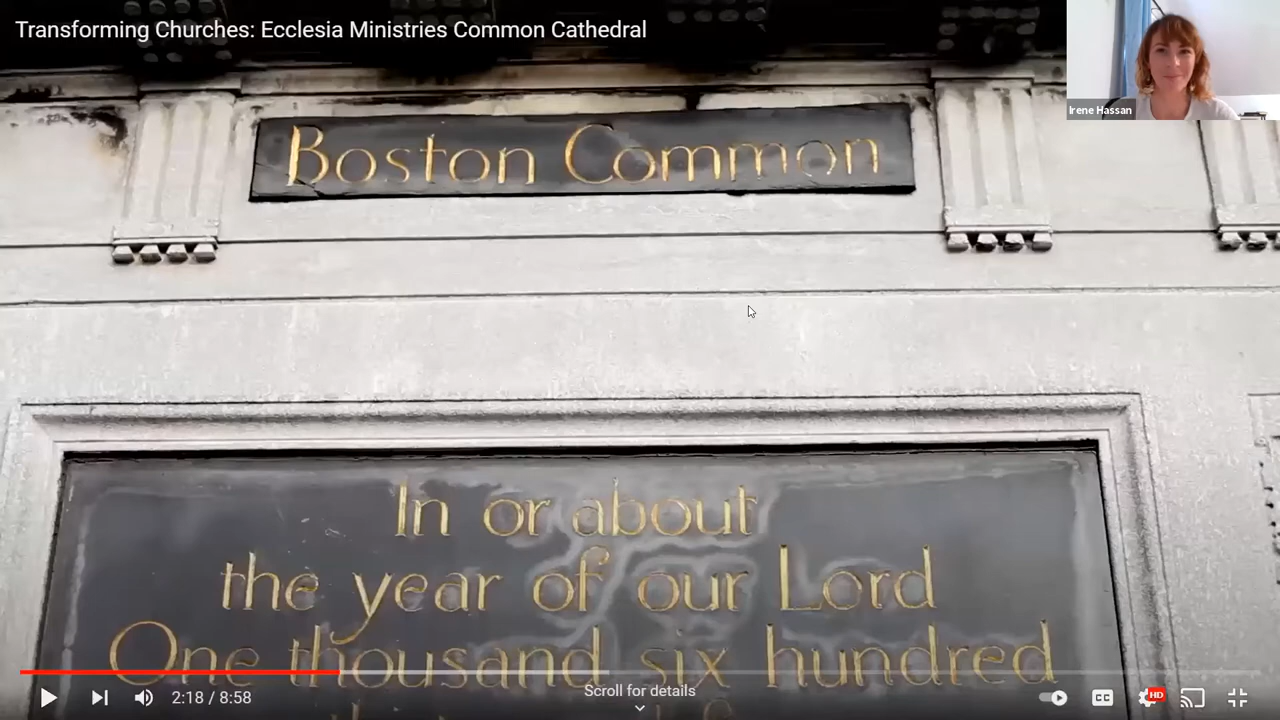 Transforming Churches: Ecclesia Ministries Common Cathedral
Irene Hassan
Boston Common
In or about
the year of our Lord
One thousand six hundred
2:18 / 8:58
Scroll for details
CC
HD